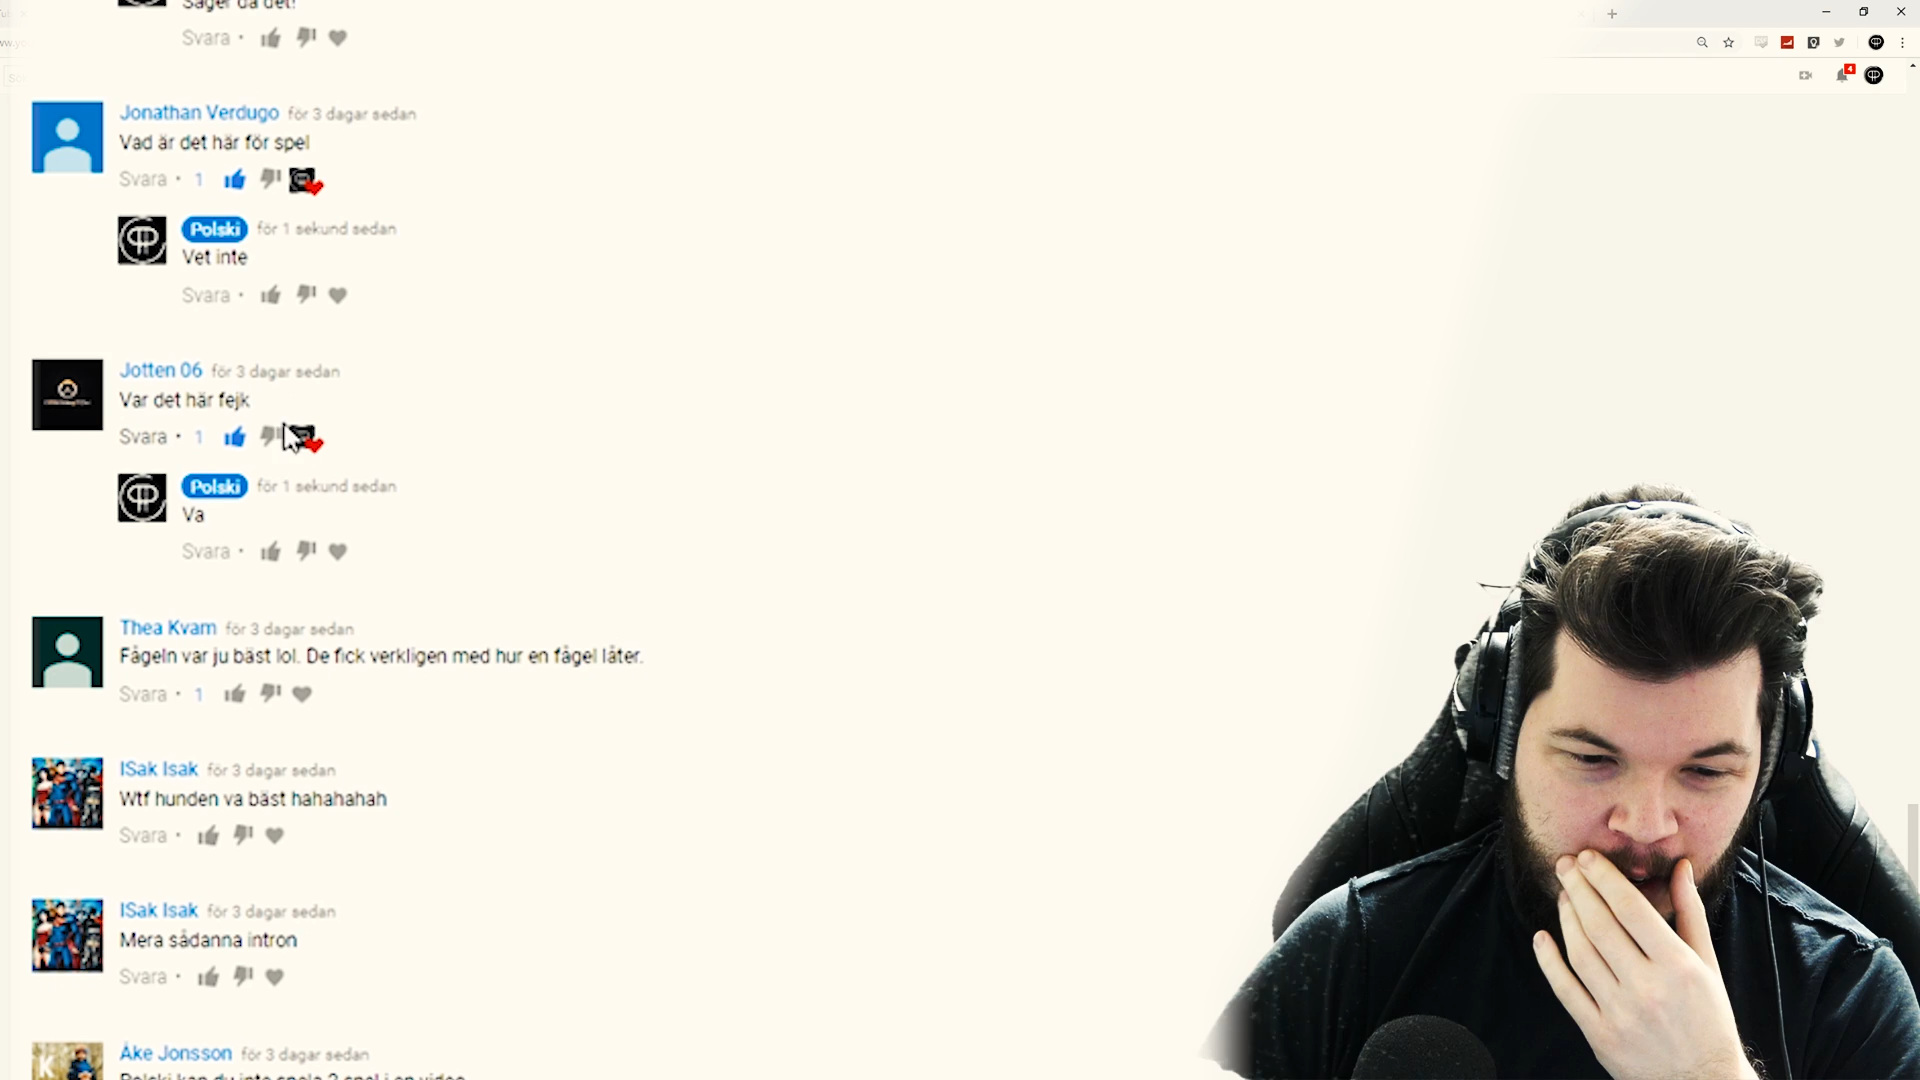 Säger da det!
Svara
Jonathan Verdugo för 3 dagar sedan
Vad är det här för spel
Svara • 1
Polski för 1 sekund sedan
Vet inte
Svara •
Jotten 06 för 3 dagar sedan
Var det här fejk
Svara • 1
Polski för 1 sekund sedan
Va
Svara •
Thea Kvam för 3 dagar sedan
Fågeln var ju bäst lol. De fick verkligen med hur en fågel låter.
Svara • 1
ISak Isak för 3 dagar sedan
Wtf hunden va bäst hahahahah
Svara •
ISak Isak för 3 dagar sedan
Mera sådanna intron
Svara •
Åke Jonsson för 3 dagar sedan
Polski kan du inte spela 2 spel i en video
4
K